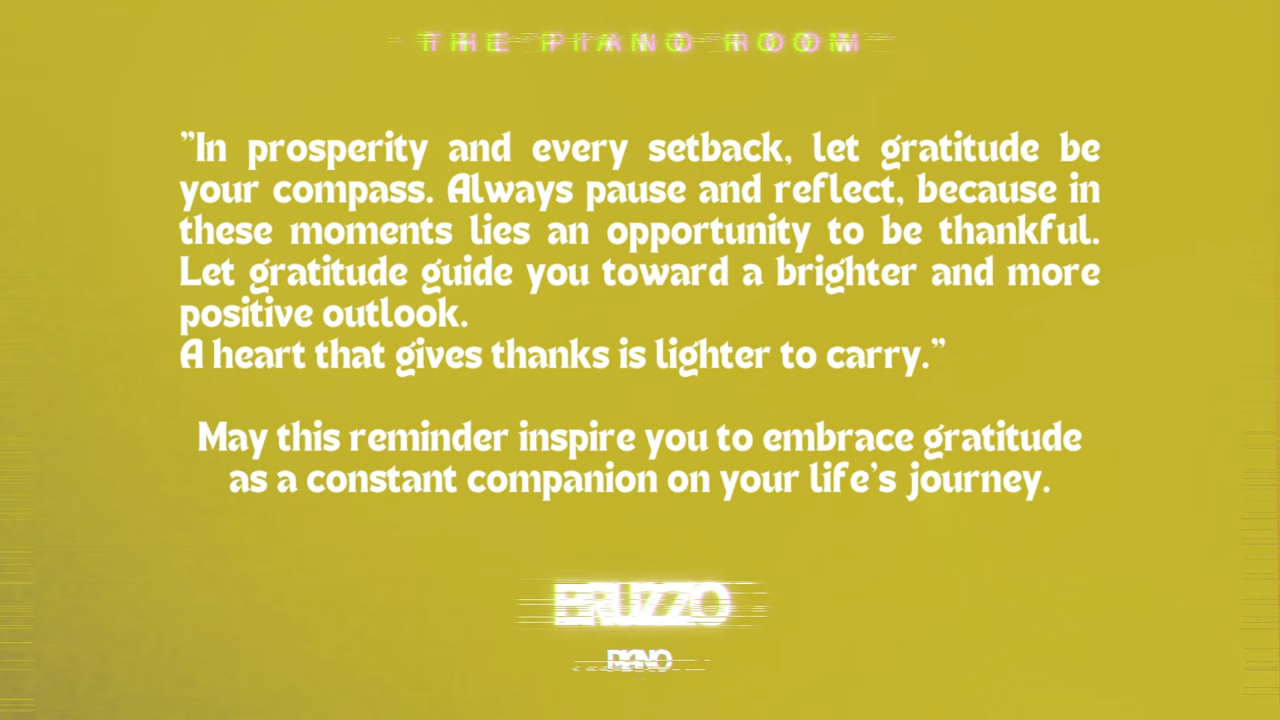 THE PIANO ROOM
"In prosperity and every setback, let gratitude be
your compass. Always pause and reflect, because in
these moments lies an opportunity to be thankful.
Let gratitude guide you toward a brighter and more
positive outlook.
A heart that gives thanks is lighter to carry."
May this reminder inspire you to embrace gratitude
as a constant companion on your life's journey.
BRUZZO
PIANO